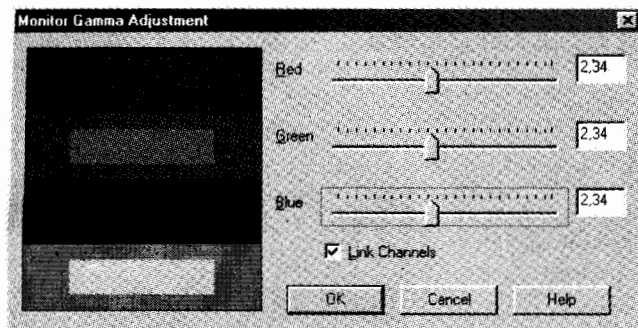 Monitor Gamma Adjustment
Red 2,34
Green 2,34
Blue 2,34
Link Channels
OK Cancel Help